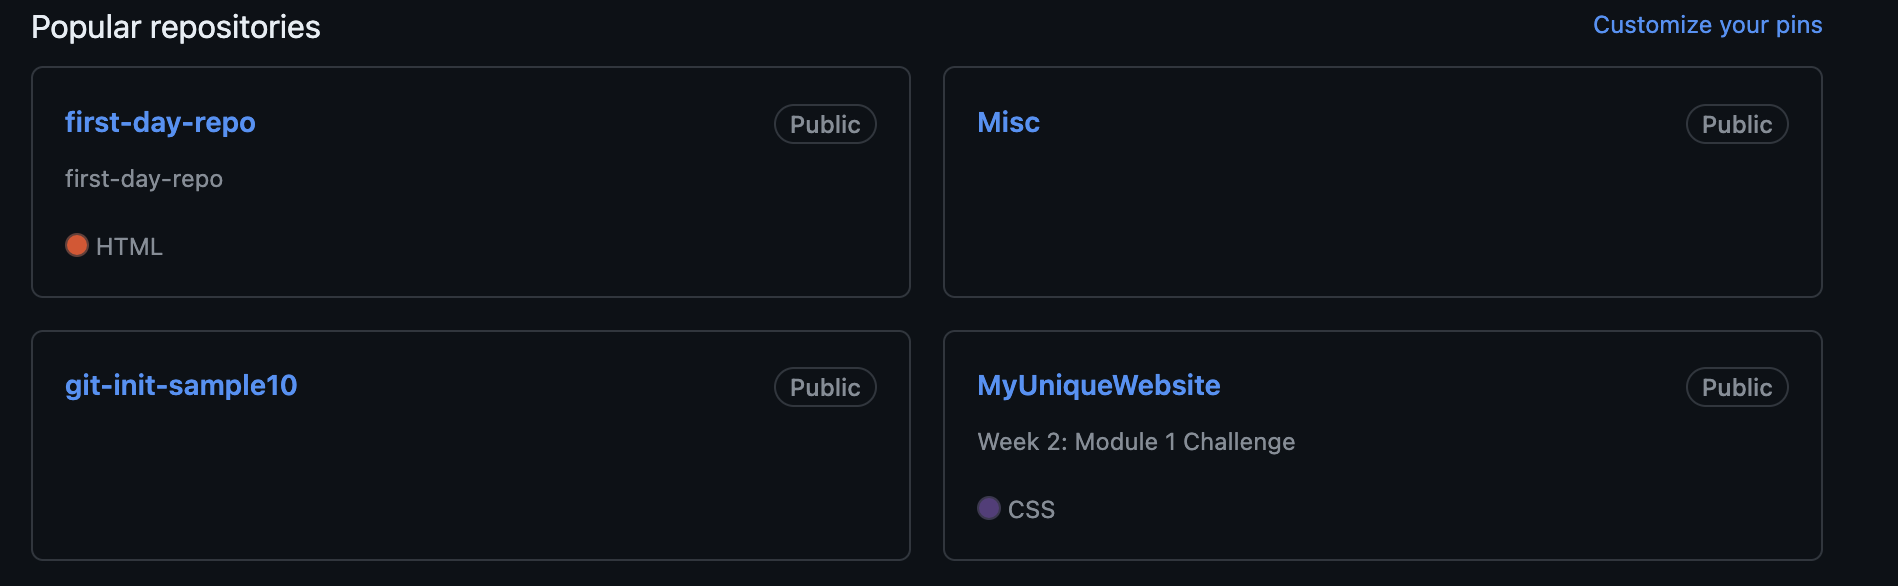 Popular repositories
Customize your pins
first-day-repo
Public
first-day-repo
HTML
Misc
Public
git-init-sample10
Public
MyUniqueWebsite
Public
Week 2: Module 1 Challenge
CSS